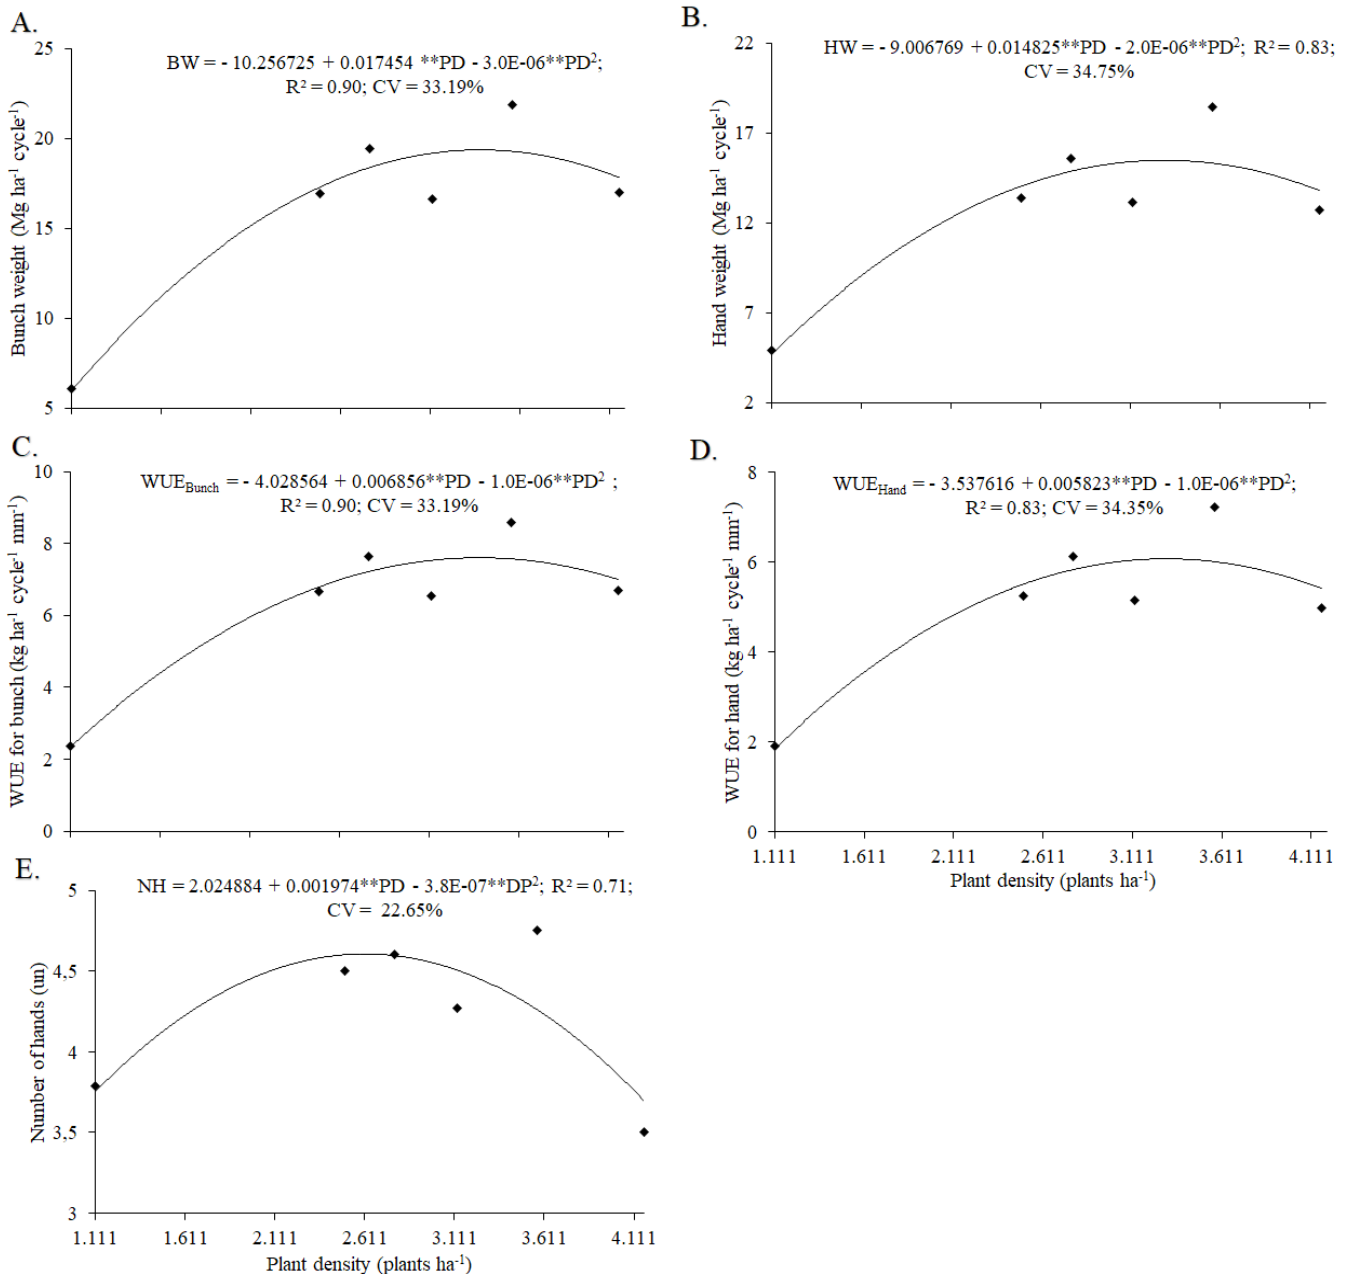 A.
BW = - 10.256725 + 0.017454 **PD - 3.0E-06**PD²;
R² = 0.90; CV = 33.19%
Bunch weight (Mg ha⁻¹ cycle⁻¹)
25
20
15
10
5
B.
HW = - 9.006769 + 0.014825**PD - 2.0E-06**PD²; R² = 0.83;
CV = 34.75%
Hand weight (Mg ha⁻¹ cycle⁻¹)
22
17
12
7
2
C.
WUE_Bunch = - 4.028564 + 0.006856**PD - 1.0E-06**PD² ;
R² = 0.90; CV = 33.19%
WUE for bunch (kg ha⁻¹ cycle⁻¹ mm⁻¹)
10
8
6
4
2
0
D.
WUE_Hand = - 3.537616 + 0.005823**PD - 1.0E-06**PD²;
R² = 0.83; CV = 34.35%
WUE for hand (kg ha⁻¹ cycle⁻¹ mm⁻¹)
8
6
4
2
0
1.111 1.611 2.111 2.611 3.111 3.611 4.111
Plant density (plants ha⁻¹)
E.
NH = 2.024884 + 0.001974**PD - 3.8E-07**DP²; R² = 0.71;
CV = 22.65%
Number of hands (un)
5
4,5
4
3,5
3
1.111 1.611 2.111 2.611 3.111 3.611 4.111
Plant density (plants ha⁻¹)